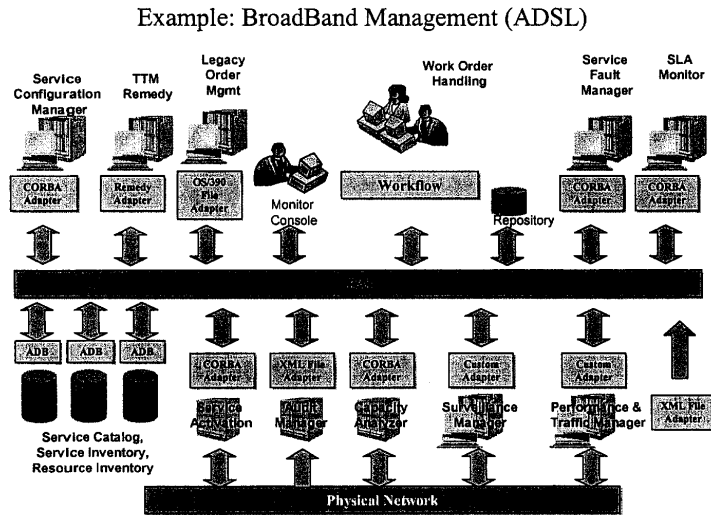 Example: BroadBand Management (ADSL)
Service
Configuration
Manager
TTM
Remedy
Legacy
Order
Mgmt
Work Order
Handling
Service
Fault
Manager
SLA
Monitor
CORBA
Adapter
Remedy
Adapter
OS/390
File
Adapter
Monitor
Console
Workflow
Repository
CORBA
Adapter
CORBA
Adapter
ADB
ADB
ADB
CORBA
Adapter
XML File
Adapter
CORBA
Adapter
Custom
Adapter
Custom
Adapter
XML File
Adapter
Service
Activation
Audit
Manager
Capacity
Analyzer
Surveillance
Manager
Performance &
Traffic Manager
Service Catalog,
Service Inventory,
Resource Inventory
Physical Network